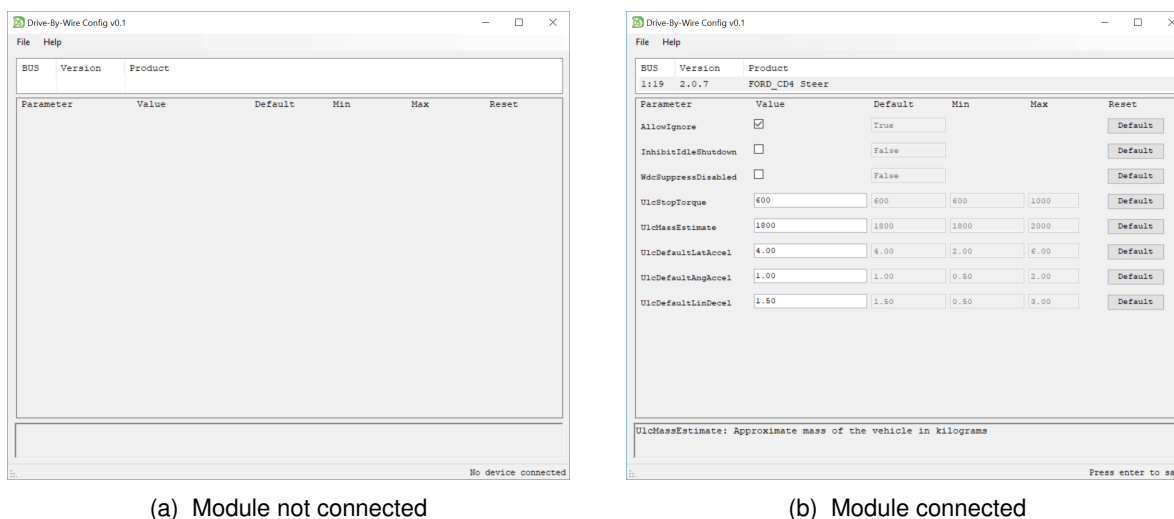 Drive-By-Wire Config v0.1
File Help
BUS Version Product
Parameter Value Default Min Max Reset
No device connected
(a) Module not connected
Drive-By-Wire Config v0.1
File Help
BUS Version Product
1:19 2.0.7 FORD_CD4 Steer
Parameter Value Default Min Max Reset
AllowIgnore True Default
InhibitIdleShutdown False Default
WdcSuppressDisabled False Default
UlcStopTorque 600 600 600 1000 Default
UlcMassEstimate 1800 1800 1800 2000 Default
UlcDefaultLatAccel 4.00 4.00 2.00 6.00 Default
UlcDefaultAngAccel 1.00 1.00 0.50 2.00 Default
UlcDefaultLinDecel 1.50 1.50 0.50 3.00 Default
UlcMassEstimate: Approximate mass of the vehicle in kilograms
Press enter to sa
(b) Module connected